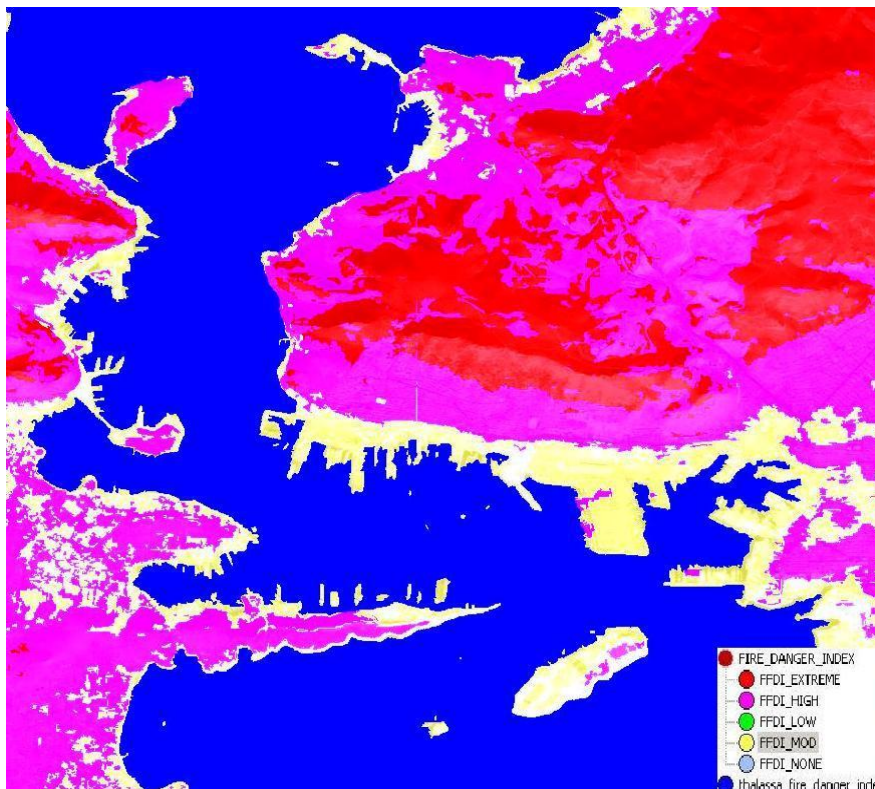 FIRE_DANGER_INDEX
FFDI_EXTREME
FFDI_HIGH
FFDI_LOW
FFDI_MOD
FFDI_NONE
thalassa_fire_danger_inde